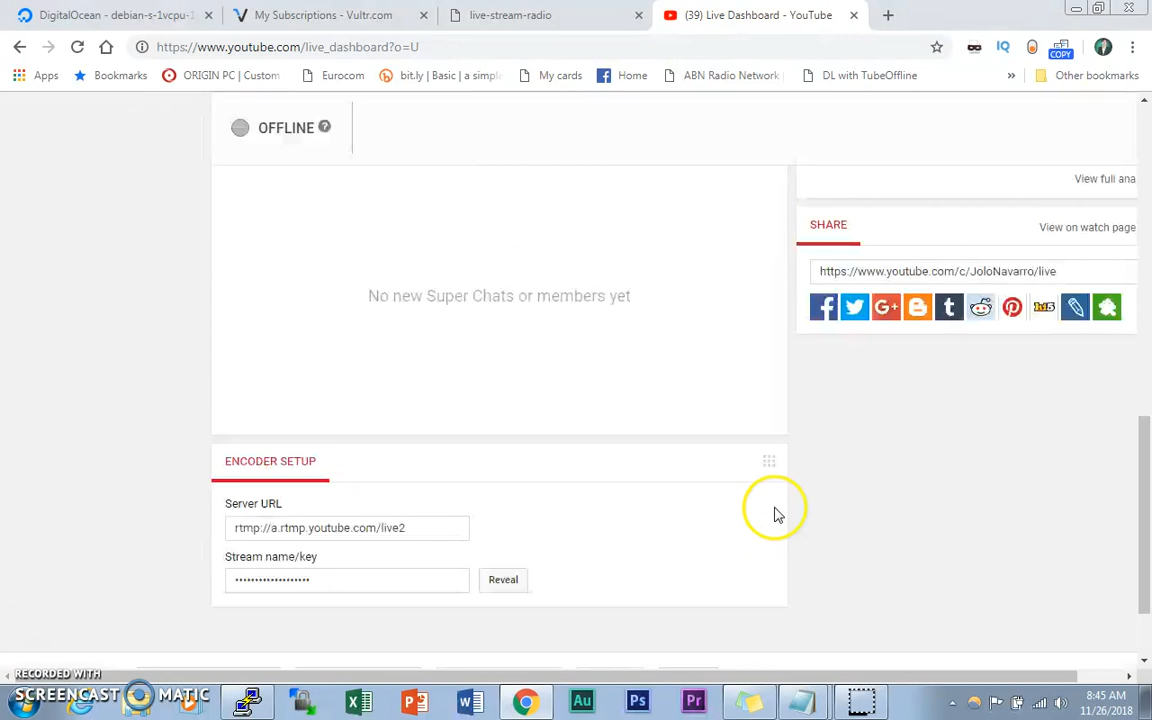 DigitalOcean - debian-s-1vcpu-1
My Subscriptions - Vultr.com
live-stream-radio
(39) Live Dashboard - YouTube
https://www.youtube.com/live_dashboard?o=U
IQ
COPY
Apps
Bookmarks
ORIGIN PC | Custom
Eurocom
bit.ly | Basic | a simple
My cards
Home
ABN Radio Network
DL with TubeOffline
Other bookmarks
OFFLINE
View full ana
SHARE
View on watch page
https://www.youtube.com/c/JoloNavarro/live
No new Super Chats or members yet
ENCODER SETUP
Server URL
rtmp://a.rtmp.youtube.com/live2
Stream name/key
Reveal
RECORDED WITH
SCREENCAST MATIC
8:45 AM
11/26/2018